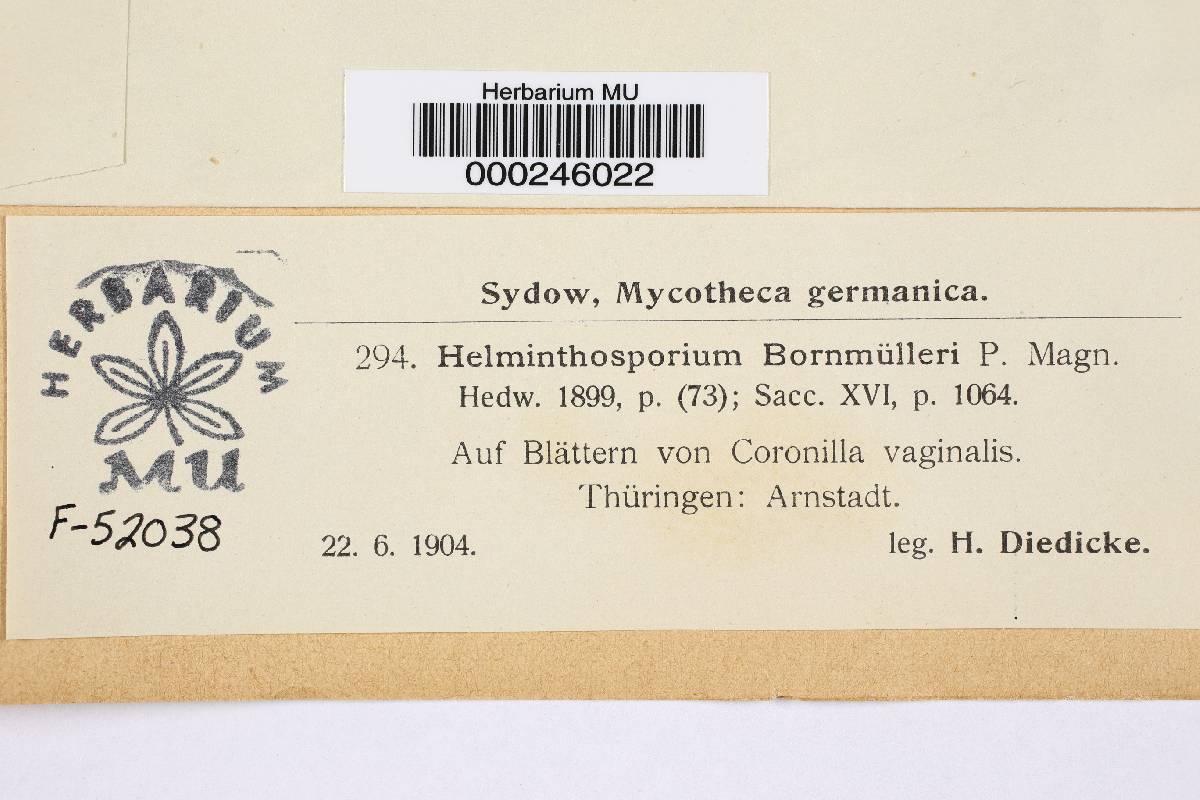 Herbarium MU
000246022
HERBARIUM
MU
F-52038
Sydow, Mycotheca germanica.
294. Helminthosporium Bornmülleri P. Magn.
Hedw. 1899, p. (73); Sacc. XVI, p. 1064.
Auf Blättern von Coronilla vaginalis.
Thüringen: Arnstadt.
22. 6. 1904. leg. H. Diedicke.